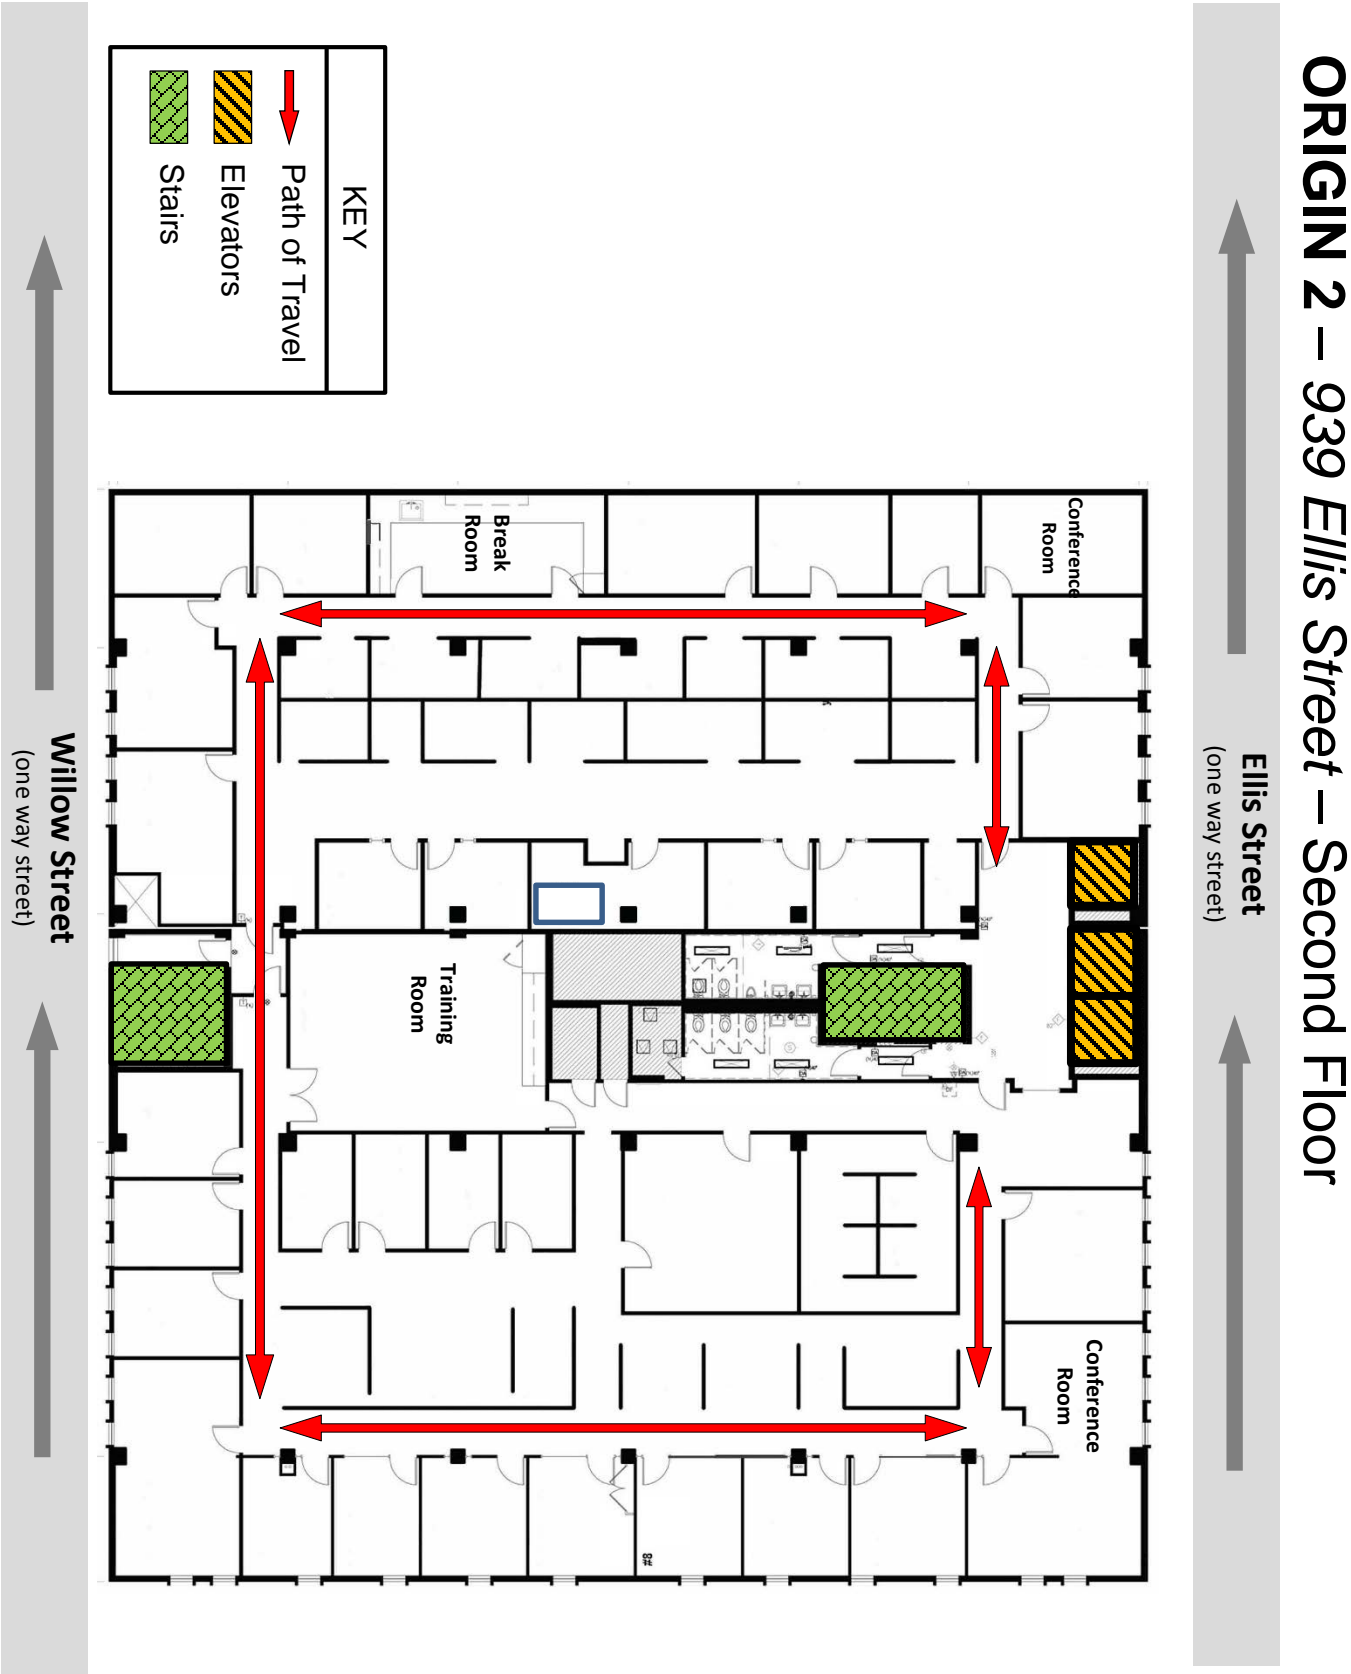 ORIGIN 2 – 939 Ellis Street – Second Floor
Ellis Street
(one way street)
Conference
Room
Break
Room
Training
Room
Conference
Room
8#
KEY
Path of Travel
Elevators
Stairs
Willow Street
(one way street)